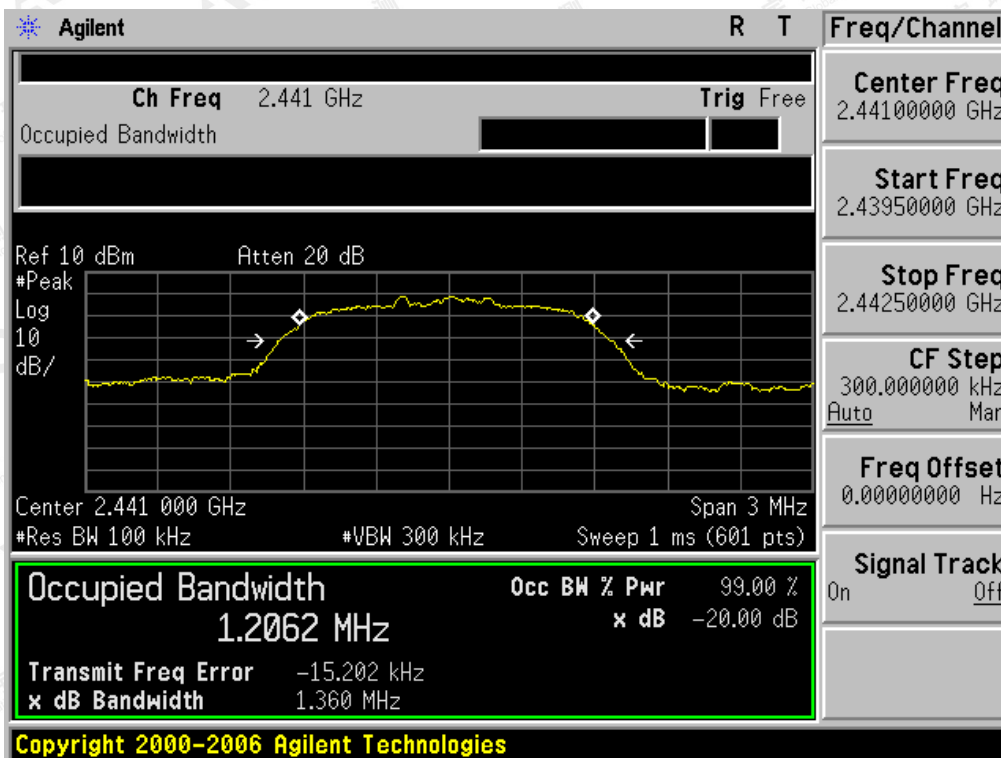 Agilent R T
Ch Freq 2.441 GHz Trig Free
Occupied Bandwidth
Ref 10 dBm Atten 20 dB
#Peak
Log
10
dB/
Center 2.441 000 GHz Span 3 MHz
#Res BW 100 kHz #VBW 300 kHz Sweep 1 ms (601 pts)
Occupied Bandwidth Occ BW % Pwr 99.00 %
1.2062 MHz x dB -20.00 dB
Transmit Freq Error -15.202 kHz
x dB Bandwidth 1.360 MHz
Copyright 2000-2006 Agilent Technologies
Freq/Channel
Center Freq
2.44100000 GHz
Start Freq
2.43950000 GHz
Stop Freq
2.44250000 GHz
CF Step
300.000000 kHz
Auto Man
Freq Offset
0.00000000 Hz
Signal Track
On Off